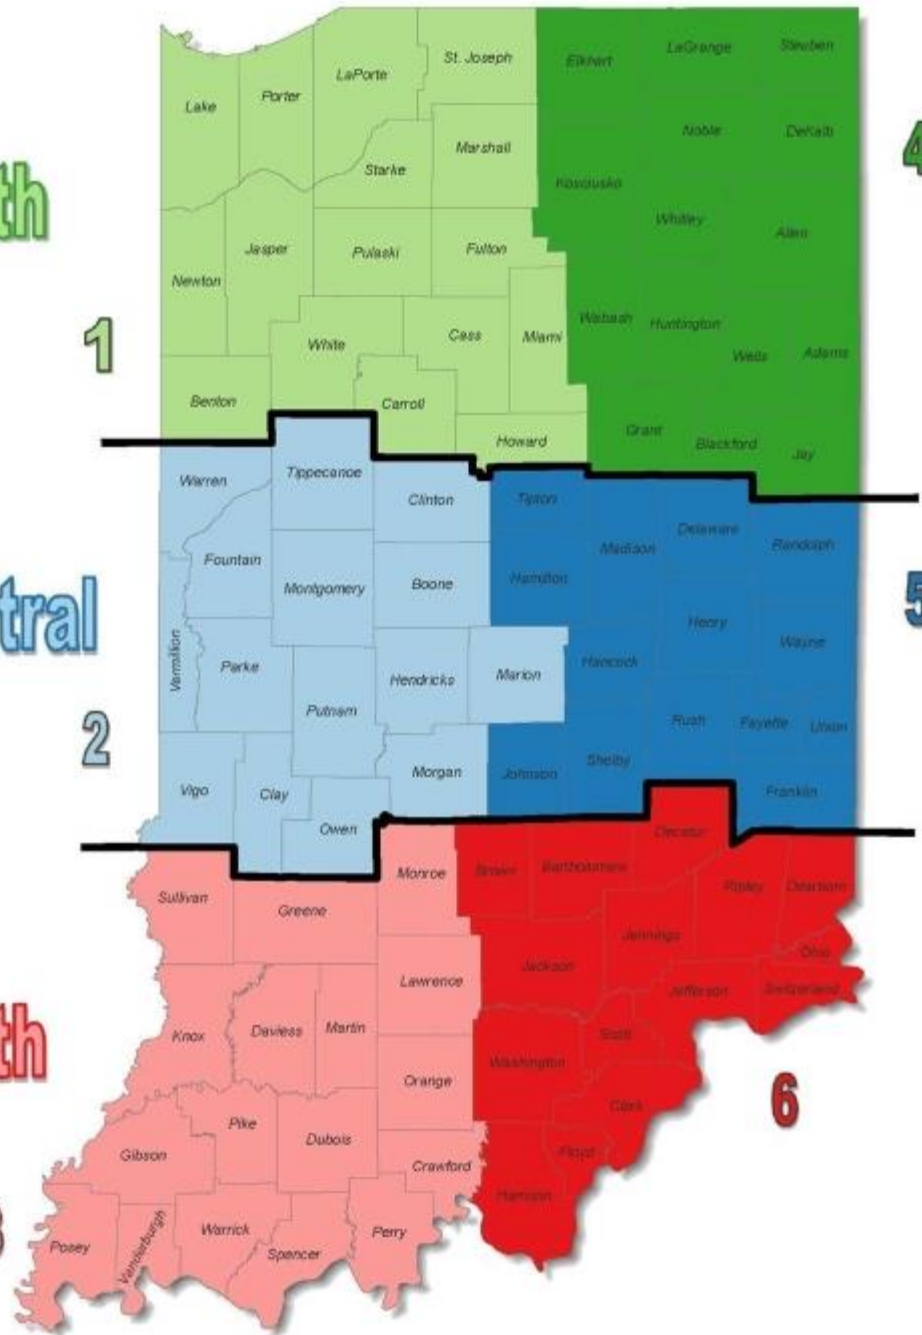 St. Joseph
LaGrange
Steuben
Elkhart
LaPorte
Porter
Lake
Noble
DeKalb
4
Marshall
Starke
Kosciusko
th
Whitley
Allen
Jasper
Pulaski
Fulton
Newton
Wabash
Huntington
1
White
Cass
Miami
Wells
Adams
Benton
Carroll
Grant
Blackford
Jay
Howard
Warren
Tippecanoe
Clinton
Tipton
Delaware
Randolph
Madison
Fountain
Montgomery
Boone
Hamilton
5
tral
Henry
Wayne
Vermillion
Parke
Hendricks
Marion
Hancock
Putnam
Rush
Fayette
Union
2
Vigo
Clay
Morgan
Johnson
Shelby
Franklin
Owen
Decatur
Monroe
Brown
Bartholomew
Ripley
Dearborn
Sullivan
Greene
Jennings
Ohio
Lawrence
Jackson
Jefferson
Switzerland
th
Knox
Daviess
Martin
Scott
Washington
Orange
6
Clark
Pike
Dubois
Gibson
Floyd
Crawford
Harrison
Posey
Vanderburgh
Warrick
Spencer
Perry